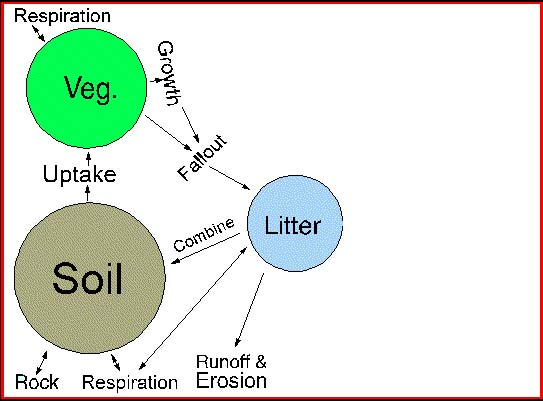 Respiration
Veg.
Growth
Fallout
Uptake
Litter
Combine
Soil
Runoff &
Erosion
Rock
Respiration